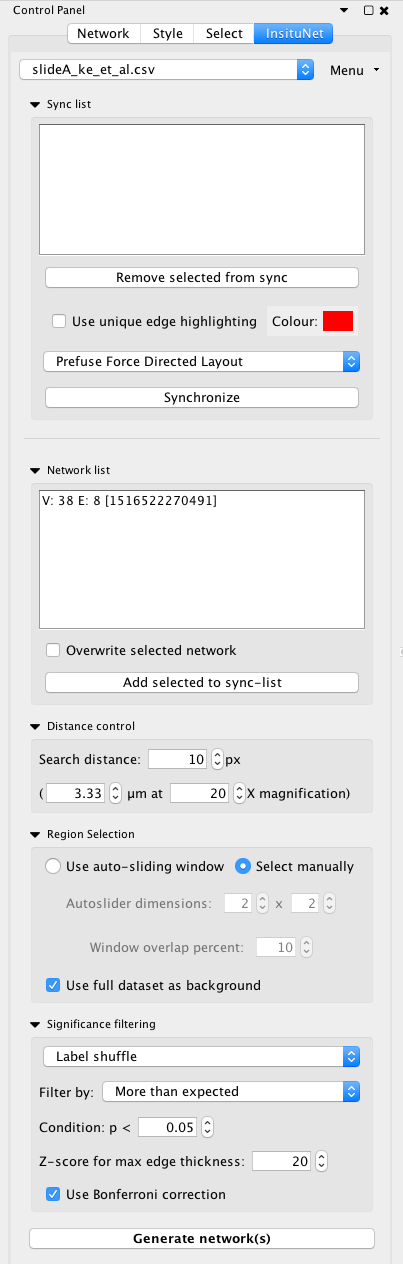 Control Panel
Network Style Select InsituNet
slideA_ke_et_al.csv Menu
Sync list
Remove selected from sync
Use unique edge highlighting Colour:
Prefuse Force Directed Layout
Synchronize
Network list
V: 38 E: 8 [1516522270491]
Overwrite selected network
Add selected to sync-list
Distance control
Search distance: 10 px
( 3.33 µm at 20 X magnification)
Region Selection
Use auto-sliding window Select manually
Autoslider dimensions: 2 x 2
Window overlap percent: 10
Use full dataset as background
Significance filtering
Label shuffle
Filter by: More than expected
Condition: p < 0.05
Z-score for max edge thickness: 20
Use Bonferroni correction
Generate network(s)